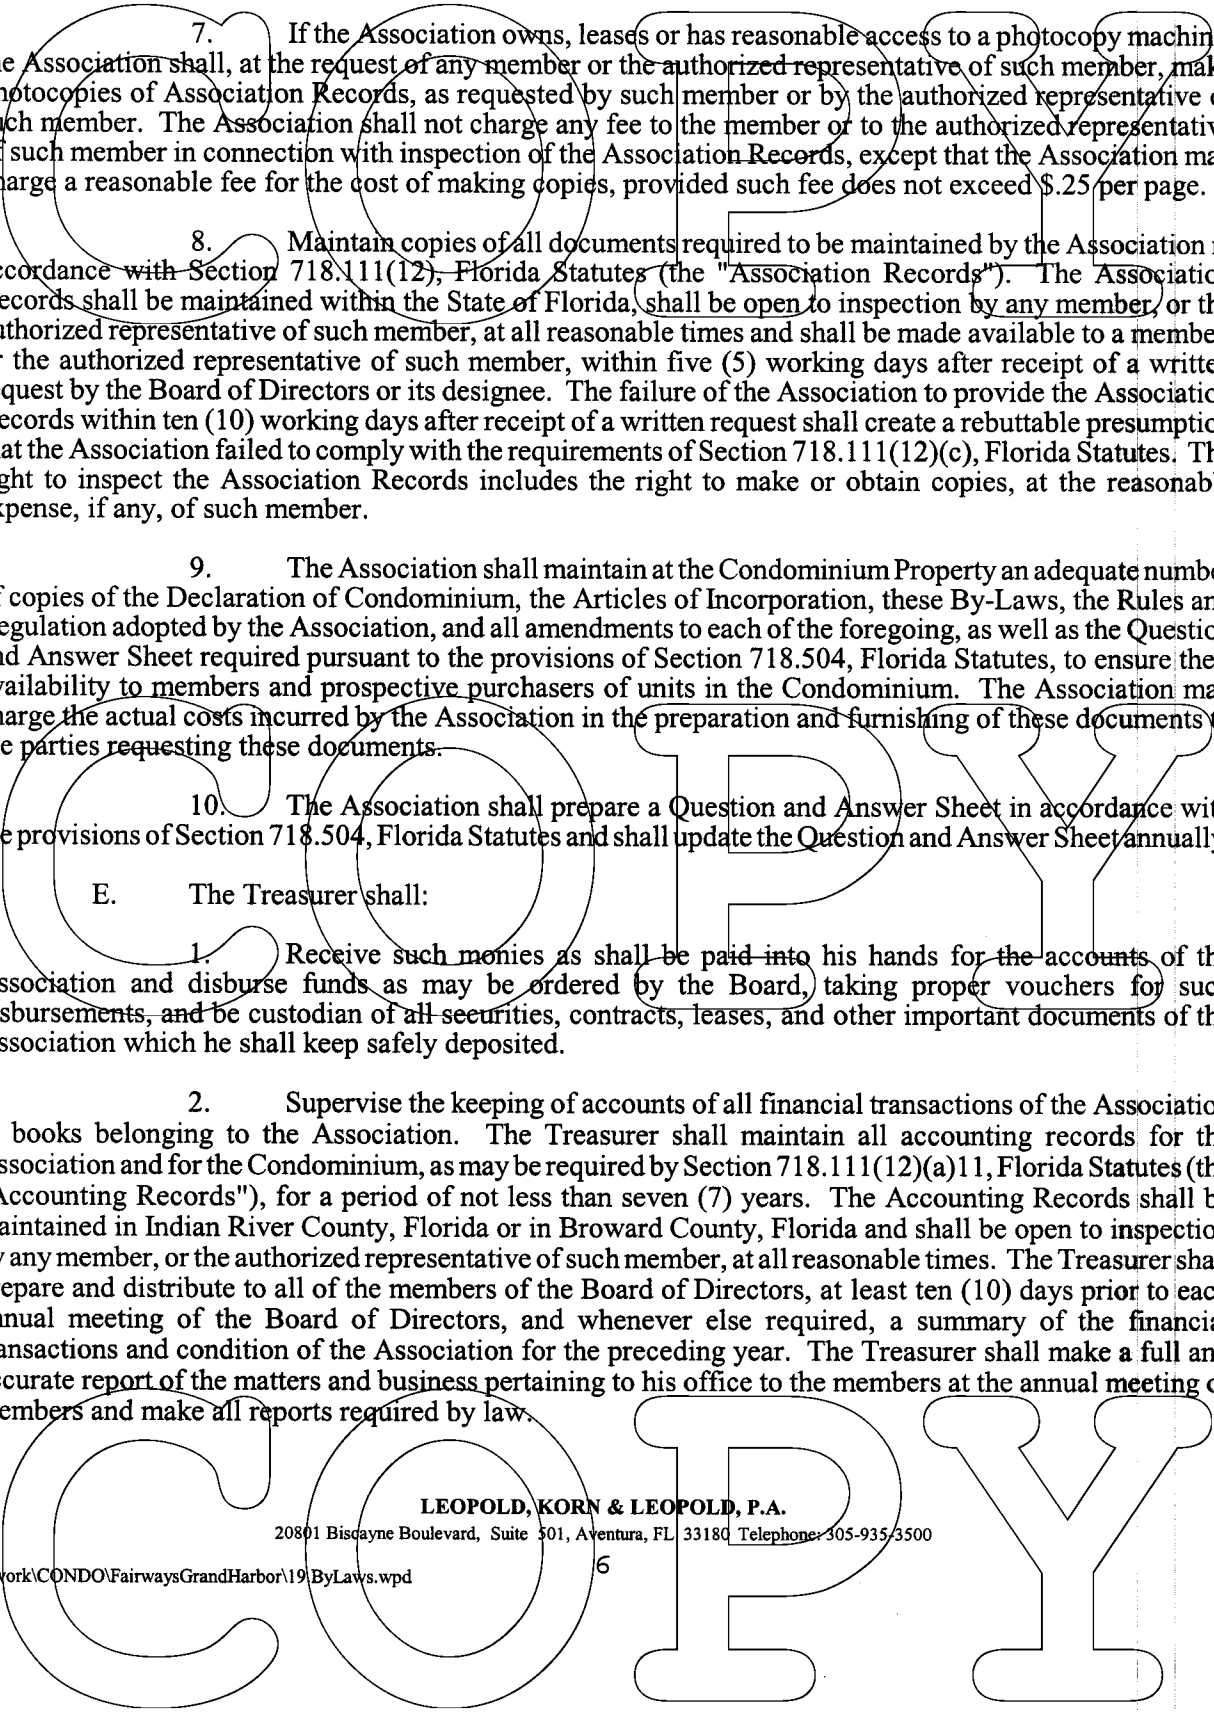 7. If the Association owns, leases or has reasonable access to a photocopy machin
e Association shall, at the request of any member or the authorized representative of such member, mak
otocopies of Association Records, as requested by such member or by the authorized representative o
ch member. The Association shall not charge any fee to the member or to the authorized representativ
f such member in connection with inspection of the Association Records, except that the Association ma
arge a reasonable fee for the cost of making copies, provided such fee does not exceed $.25 per page.
8. Maintain copies of all documents required to be maintained by the Association
ccordance with Section 718.111(12), Florida Statutes (the "Association Records"). The Associatio
ecords shall be maintained within the State of Florida, shall be open to inspection by any member, or th
uthorized representative of such member, at all reasonable times and shall be made available to a membe
the authorized representative of such member, within five (5) working days after receipt of a writte
quest by the Board of Directors or its designee. The failure of the Association to provide the Associatio
ecords within ten (10) working days after receipt of a written request shall create a rebuttable presumptio
at the Association failed to comply with the requirements of Section 718.111(12)(c), Florida Statutes. Th
ght to inspect the Association Records includes the right to make or obtain copies, at the reasonab
pense, if any, of such member.
9. The Association shall maintain at the Condominium Property an adequate numbe
f copies of the Declaration of Condominium, the Articles of Incorporation, these By-Laws, the Rules an
egulation adopted by the Association, and all amendments to each of the foregoing, as well as the Questio
nd Answer Sheet required pursuant to the provisions of Section 718.504, Florida Statutes, to ensure the
vailability to members and prospective purchasers of units in the Condominium. The Association ma
harge the actual costs incurred by the Association in the preparation and furnishing of these documents t
e parties requesting these documents.
10. The Association shall prepare a Question and Answer Sheet in accordance wit
e provisions of Section 718.504, Florida Statutes and shall update the Question and Answer Sheet annually
E. The Treasurer shall:
1. Receive such monies as shall be paid into his hands for the accounts of th
ssociation and disburse funds as may be ordered by the Board, taking proper vouchers for suc
sbursements, and be custodian of all securities, contracts, leases, and other important documents of th
ssociation which he shall keep safely deposited.
2. Supervise the keeping of accounts of all financial transactions of the Associatio
books belonging to the Association. The Treasurer shall maintain all accounting records for th
ssociation and for the Condominium, as may be required by Section 718.111(12)(a)11, Florida Statutes (th
Accounting Records"), for a period of not less than seven (7) years. The Accounting Records shall b
aintained in Indian River County, Florida or in Broward County, Florida and shall be open to inspectio
y any member, or the authorized representative of such member, at all reasonable times. The Treasurer sha
epare and distribute to all of the members of the Board of Directors, at least ten (10) days prior to eac
nnual meeting of the Board of Directors, and whenever else required, a summary of the financia
ansactions and condition of the Association for the preceding year. The Treasurer shall make a full an
ccurate report of the matters and business pertaining to his office to the members at the annual meeting o
embers and make all reports required by law.
LEOPOLD, KORN & LEOPOLD, P.A.
20801 Biscayne Boulevard, Suite 501, Aventura, FL 33180 Telephone: 305-935-3500
6
ork\CONDO\FairwaysGrandHarbor\19\ByLaws.wpd
COPY
COPY
COPY